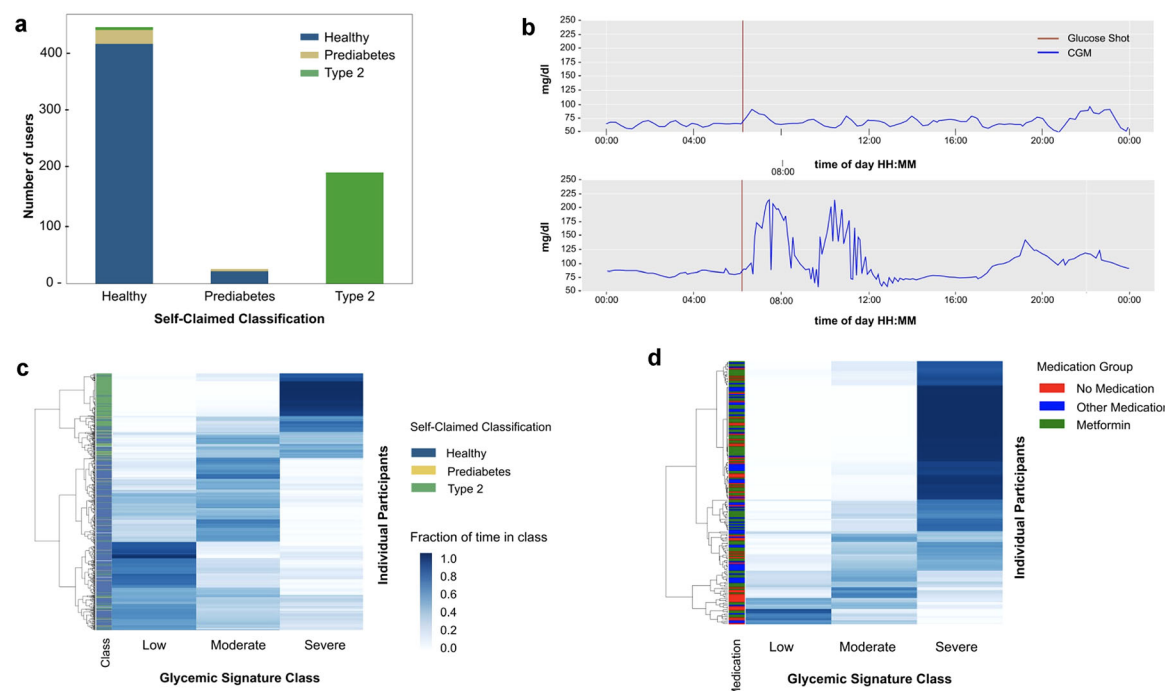 a
Healthy
Prediabetes
Type 2
400
300
200
100
0
Number of users
Healthy
Prediabetes
Type 2
Self-Claimed Classification
b
250
225
200
175
150
125
100
75
50
mg/dl
Glucose Shot
CGM
00:00
04:00
12:00
16:00
20:00
00:00
time of day HH:MM
08:00
250
225
200
175
150
125
100
75
50
mg/dl
00:00
04:00
08:00
12:00
16:00
20:00
00:00
time of day HH:MM
c
Self-Claimed Classification
Healthy
Prediabetes
Type 2
Individual Participants
Fraction of time in class
1.0
0.8
0.6
0.4
0.2
0.0
Class
Low
Moderate
Severe
Glycemic Signature Class
d
Medication Group
No Medication
Other Medication
Metformin
Individual Participants
Medication
Low
Moderate
Severe
Glycemic Signature Class